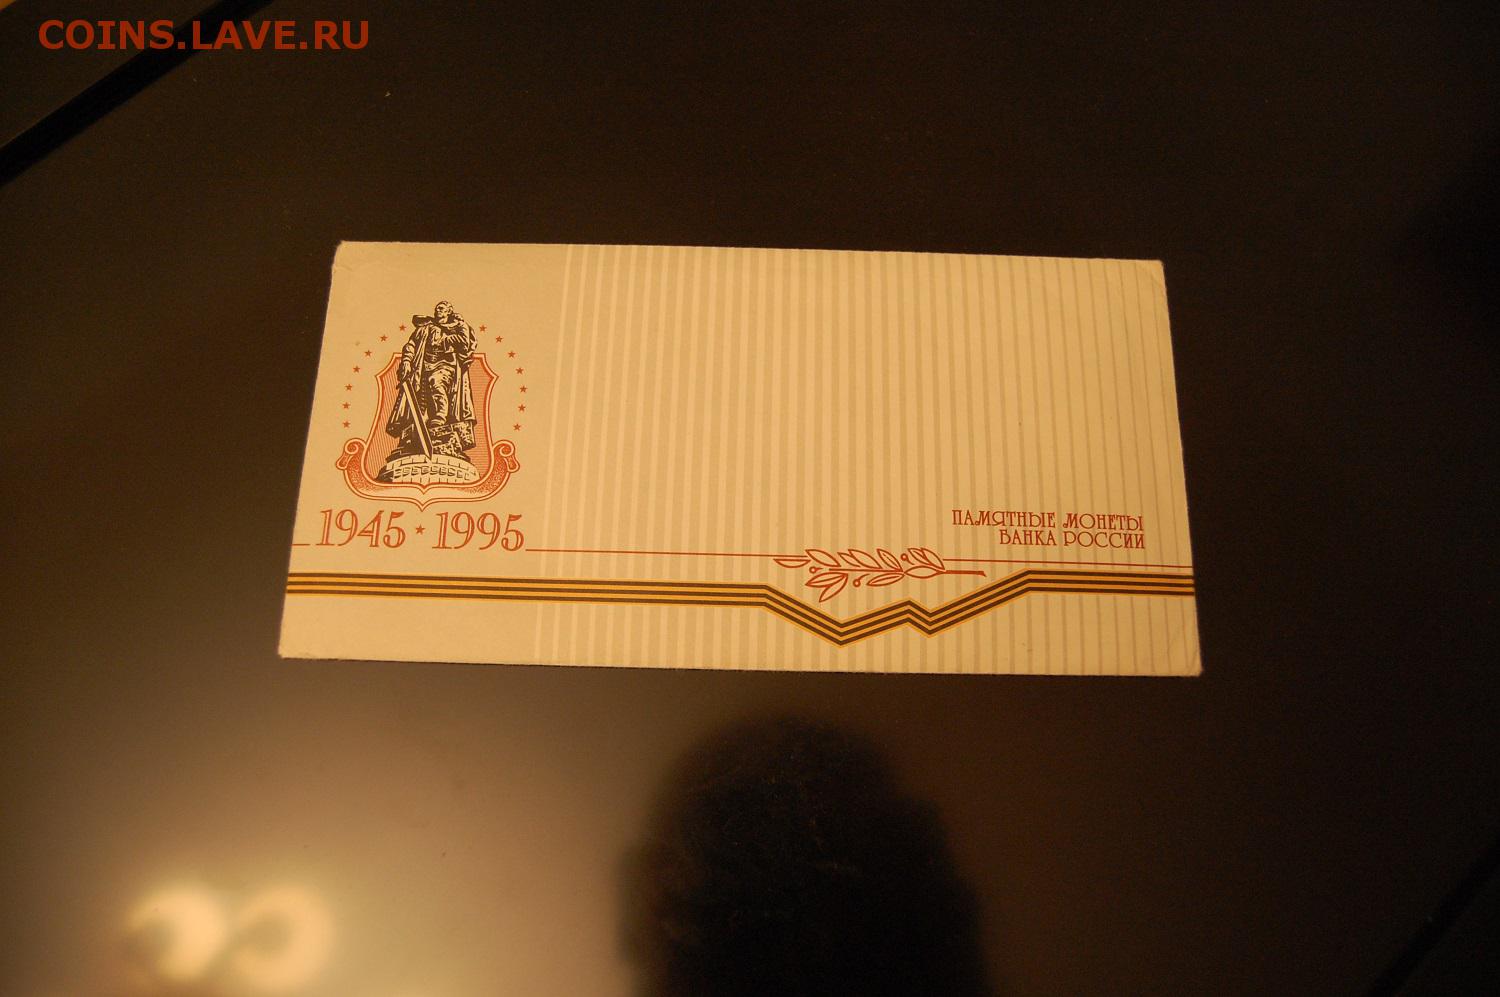 COINS.LAVE.RU
1945 ★ 1995
ПАМЯТНЫЕ МОНЕТЫ
БАНКА РОССИИ